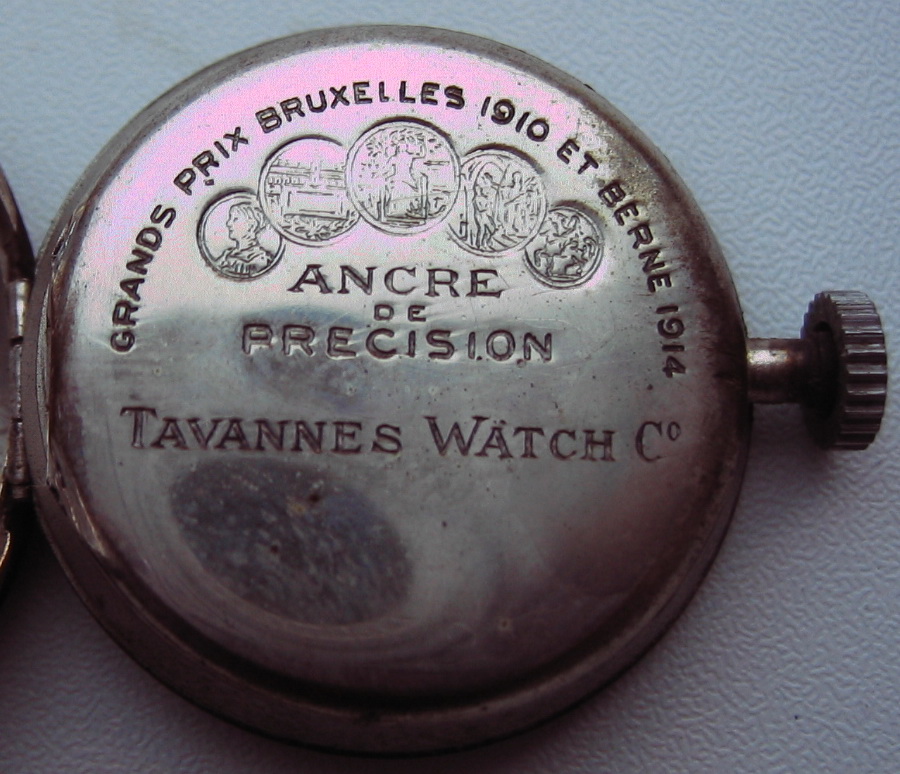 GRANDS PRIX BRUXELLES 1910 ET BERNE 1914
ANCRE
DE
PRECISION
TAVANNES WATCH Cº